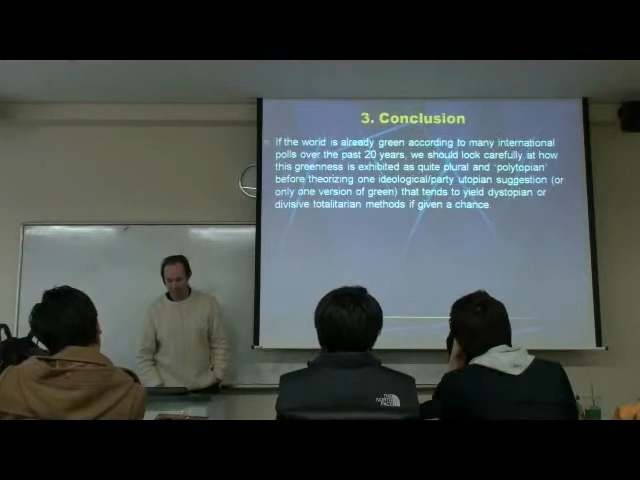 3. Conclusion
If the world is already green according to many international
polls over the past 20 years, we should look carefully at how
this greenness is exhibited as quite plural and 'polytopian'
before theorizing one ideological/party utopian suggestion (or
only one version of green) that tends to yield dystopian or
divisive totalitarian methods if given a chance.
THE
NORTH
FACE